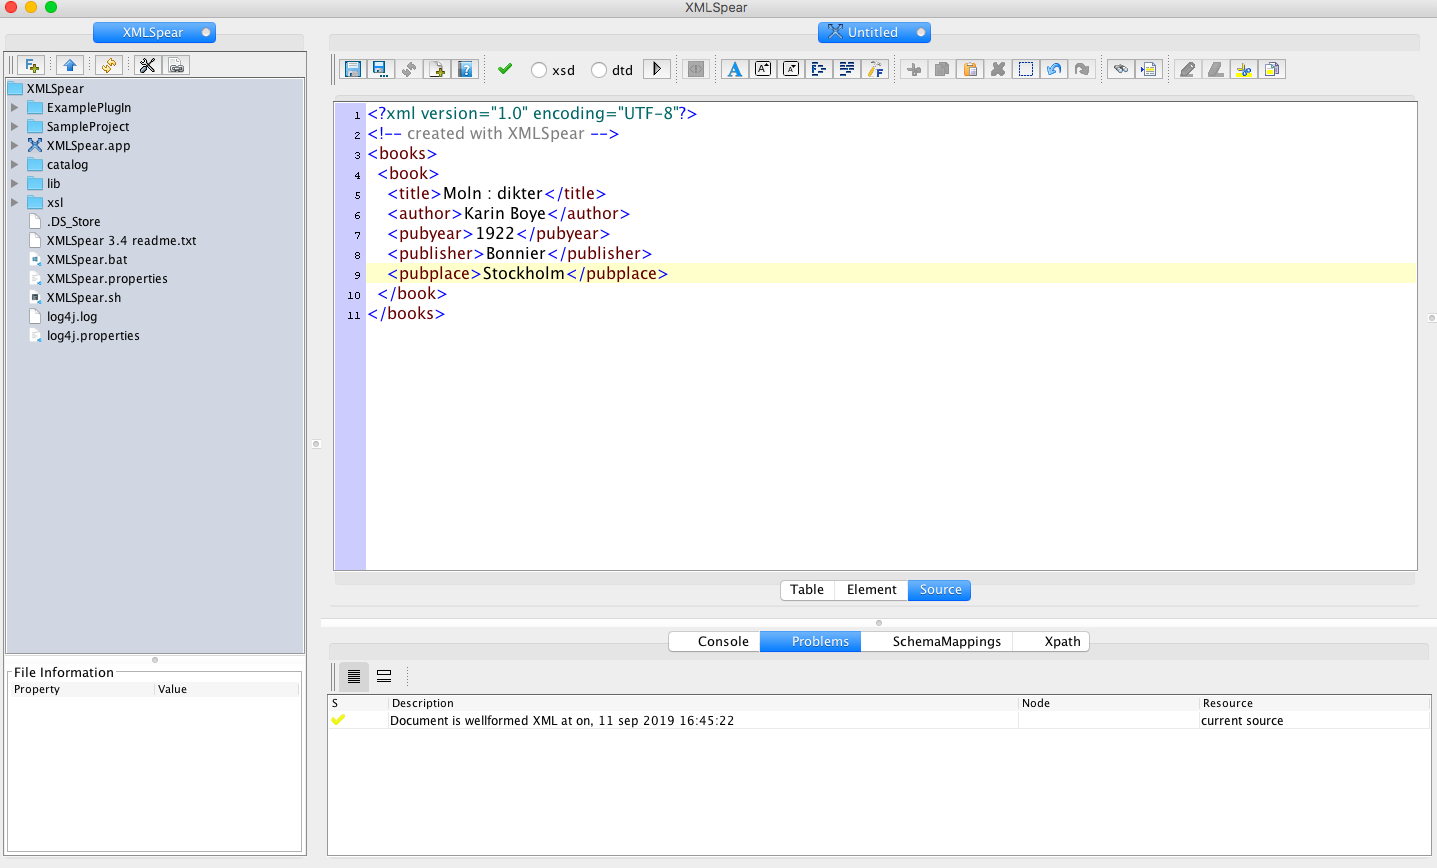 XMLSpear
XMLSpear
Untitled
F+
xsd
dtd
XMLSpear
ExamplePlugIn
SampleProject
XMLSpear.app
catalog
lib
xsl
.DS_Store
XMLSpear 3.4 readme.txt
XMLSpear.bat
XMLSpear.properties
XMLSpear.sh
log4j.log
log4j.properties
1 <?xml version="1.0" encoding="UTF-8"?>
2 <!-- created with XMLSpear -->
3 <books>
4 <book>
5 <title>Moln : dikter</title>
6 <author>Karin Boye</author>
7 <pubyear>1922</pubyear>
8 <publisher>Bonnier</publisher>
9 <pubplace>Stockholm</pubplace>
10 </book>
11 </books>
Table Element Source
Console Problems SchemaMappings Xpath
File Information
Property Value
S Description Node Resource
Document is wellformed XML at on, 11 sep 2019 16:45:22 current source